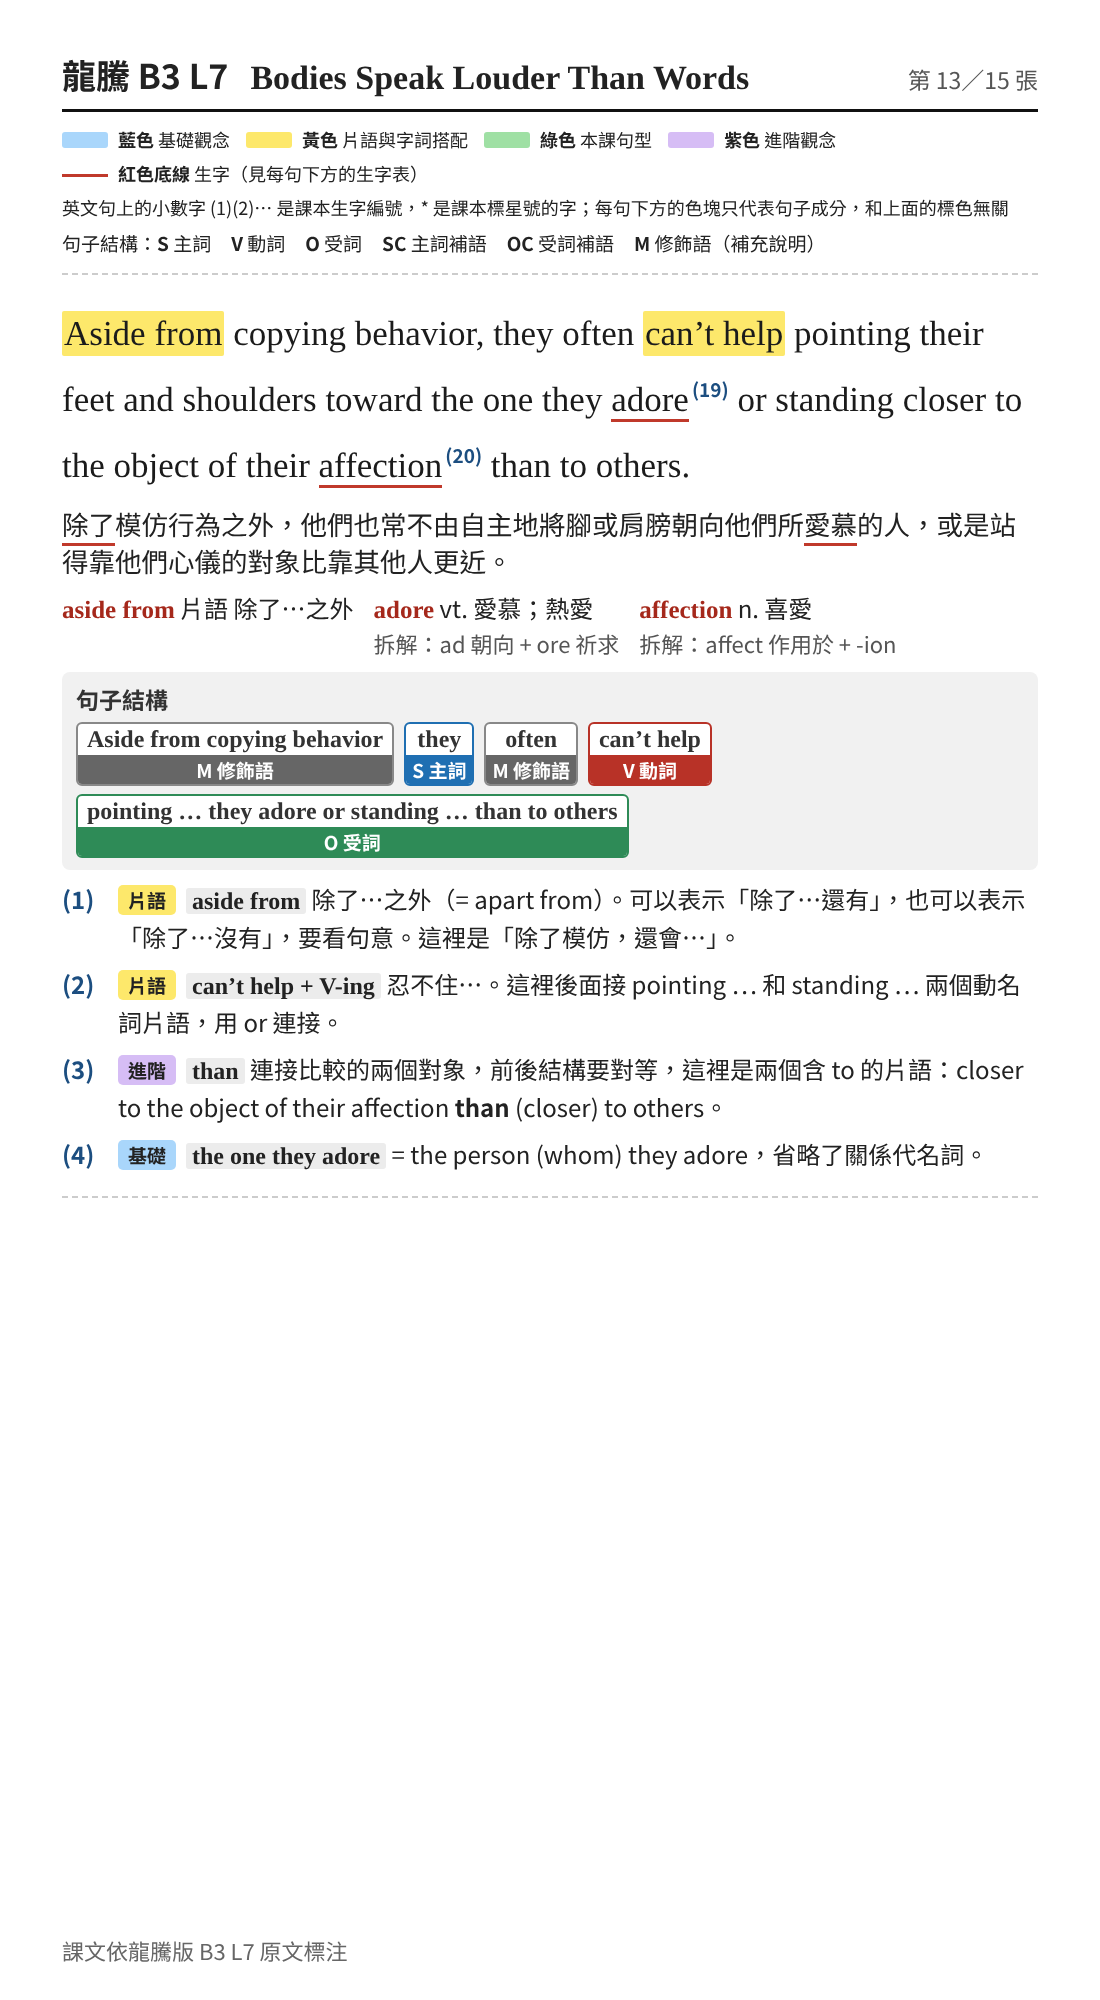 龍騰 B3 L7 Bodies Speak Louder Than Words 第 13／15 張
藍色 基礎觀念 黃色 片語與字詞搭配 綠色 本課句型 紫色 進階觀念
紅色底線 生字（見每句下方的生字表）
英文句上的小數字 (1)(2)⋯ 是課本生字編號，* 是課本標星號的字；每句下方的色塊只代表句子成分，和上面的標色無關
句子結構：S 主詞 V 動詞 O 受詞 SC 主詞補語 OC 受詞補語 M 修飾語（補充說明）
Aside from copying behavior, they often can’t help pointing their
feet and shoulders toward the one they adore (19) or standing closer to
the object of their affection (20) than to others.
除了模仿行為之外，他們也常不由自主地將腳或肩膀朝向他們所愛慕的人，或是站
得靠他們心儀的對象比靠其他人更近。
aside from 片語 除了⋯之外 adore vt. 愛慕；熱愛 affection n. 喜愛
拆解：ad 朝向 + ore 祈求 拆解：affect 作用於 + -ion
句子結構
Aside from copying behavior they often can’t help
M 修飾語 S 主詞 M 修飾語 V 動詞
pointing … they adore or standing … than to others
O 受詞
(1) 片語 aside from 除了⋯之外（= apart from）。可以表示「除了⋯還有」，也可以表示
「除了⋯沒有」，要看句意。這裡是「除了模仿，還會⋯」。
(2) 片語 can’t help + V-ing 忍不住⋯。這裡後面接 pointing … 和 standing … 兩個動名
詞片語，用 or 連接。
(3) 進階 than 連接比較的兩個對象，前後結構要對等，這裡是兩個含 to 的片語：closer
to the object of their affection than (closer) to others。
(4) 基礎 the one they adore = the person (whom) they adore，省略了關係代名詞。
課文依龍騰版 B3 L7 原文標注